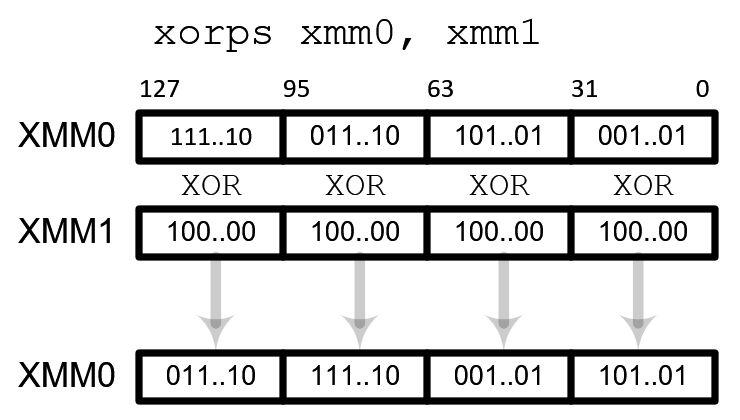 xorps xmm0, xmm1
127 95 63 31 0
XMM0 111..10 011..10 101..01 001..01
XOR XOR XOR XOR
XMM1 100..00 100..00 100..00 100..00
XMM0 011..10 111..10 001..01 101..01